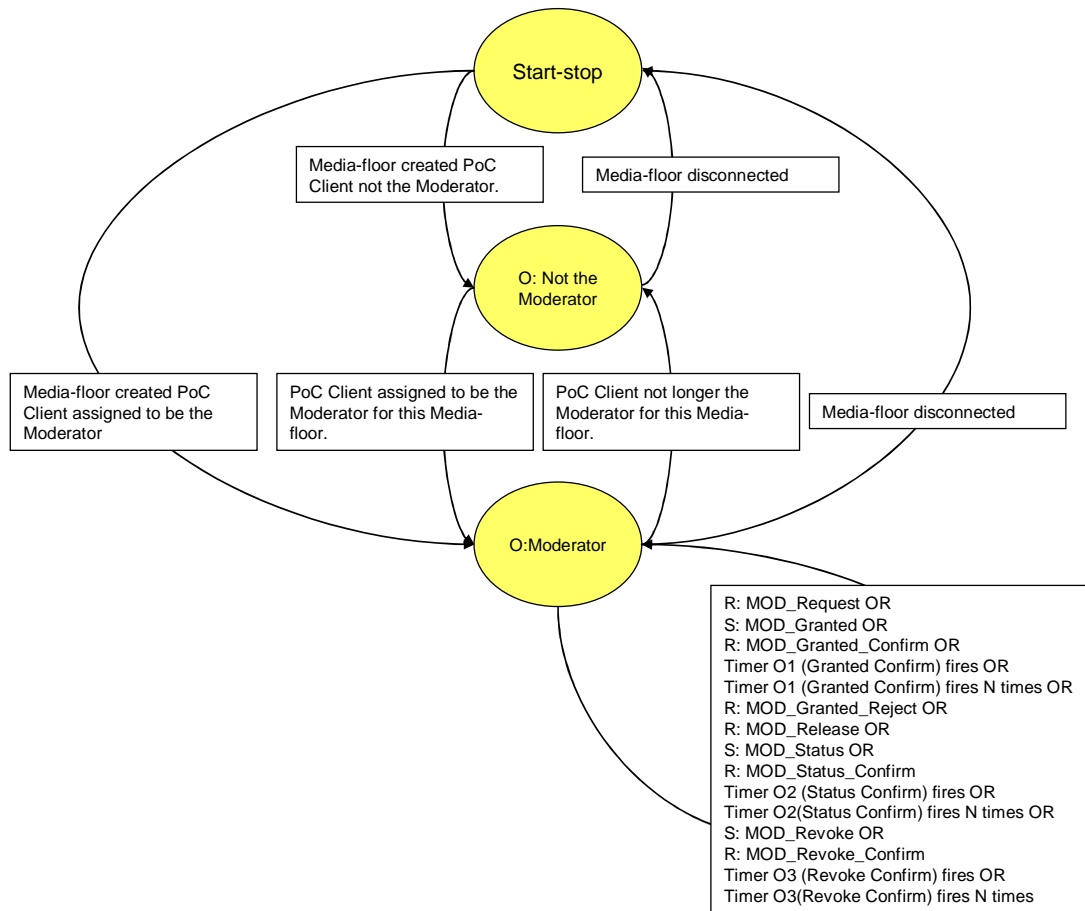 Start-stop
Media-floor created PoC
Client not the Moderator.
Media-floor disconnected
O: Not the
Moderator
Media-floor created PoC
Client assigned to be the
Moderator
PoC Client assigned to be the
Moderator for this Media-
floor.
PoC Client not longer the
Moderator for this Media-
floor.
Media-floor disconnected
O:Moderator
R: MOD_Request OR
S: MOD_Granted OR
R: MOD_Granted_Confirm OR
Timer O1 (Granted Confirm) fires OR
Timer O1 (Granted Confirm) fires N times OR
R: MOD_Granted_Reject OR
R: MOD_Release OR
S: MOD_Status OR
R: MOD_Status_Confirm
Timer O2 (Status Confirm) fires OR
Timer O2(Status Confirm) fires N times OR
S: MOD_Revoke OR
R: MOD_Revoke_Confirm
Timer O3 (Revoke Confirm) fires OR
Timer O3(Revoke Confirm) fires N times